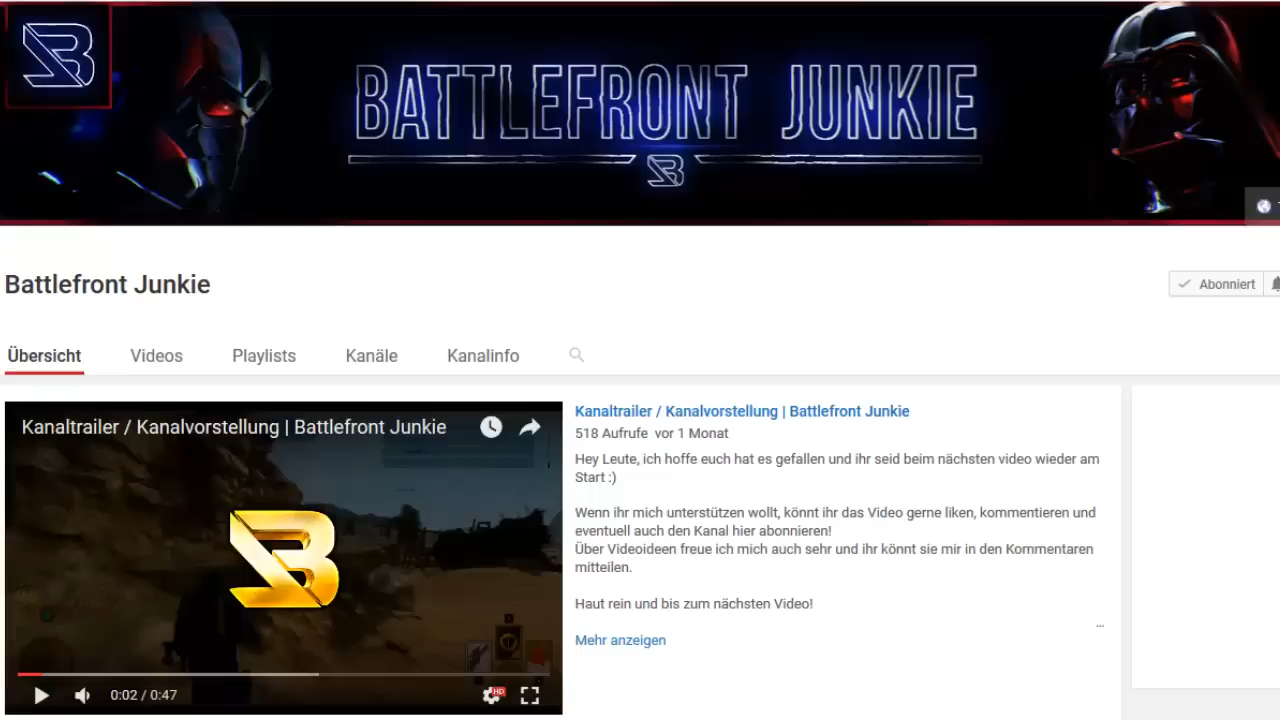 BATTLEFRONT JUNKIE
Battlefront Junkie
Abonniert
Übersicht Videos Playlists Kanäle Kanalinfo
Kanaltrailer / Kanalvorstellung | Battlefront Junkie
0:02 / 0:47
HD
Kanaltrailer / Kanalvorstellung | Battlefront Junkie
518 Aufrufe vor 1 Monat
Hey Leute, ich hoffe euch hat es gefallen und ihr seid beim nächsten video wieder am
Start :)
Wenn ihr mich unterstützen wollt, könnt ihr das Video gerne liken, kommentieren und
eventuell auch den Kanal hier abonnieren!
Über Videoideen freue ich mich auch sehr und ihr könnt sie mir in den Kommentaren
mitteilen.
Haut rein und bis zum nächsten Video!
...
Mehr anzeigen